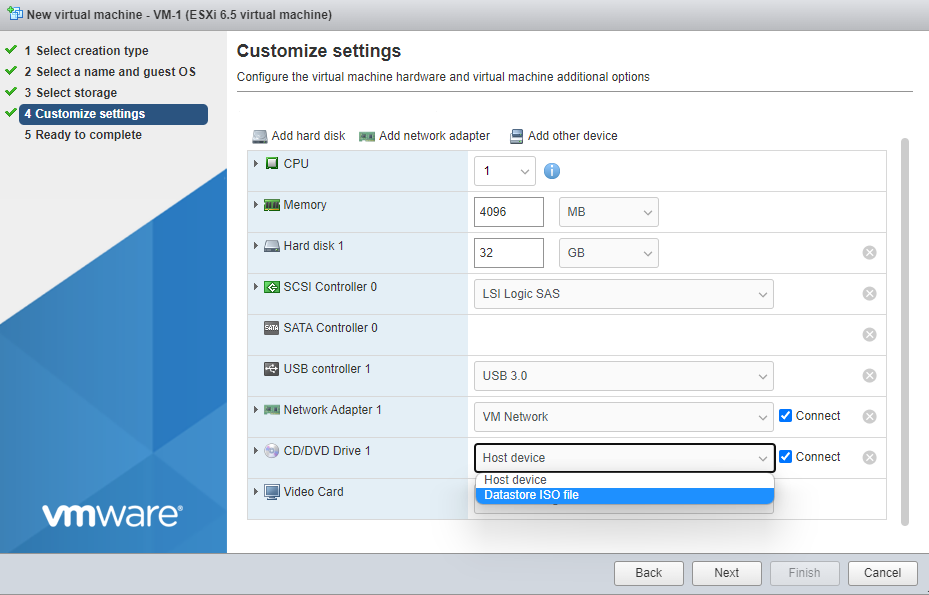 New virtual machine - VM-1 (ESXi 6.5 virtual machine)
1 Select creation type
2 Select a name and guest OS
3 Select storage
4 Customize settings
5 Ready to complete
vmware®
Customize settings
Configure the virtual machine hardware and virtual machine additional options
Add hard disk Add network adapter Add other device
CPU 1 i
Memory 4096 MB
Hard disk 1 32 GB
SCSI Controller 0 LSI Logic SAS
SATA SATA Controller 0
USB controller 1 USB 3.0
Network Adapter 1 VM Network Connect
CD/DVD Drive 1 Host device Connect
Host device
Datastore ISO file
Video Card
Back Next Finish Cancel